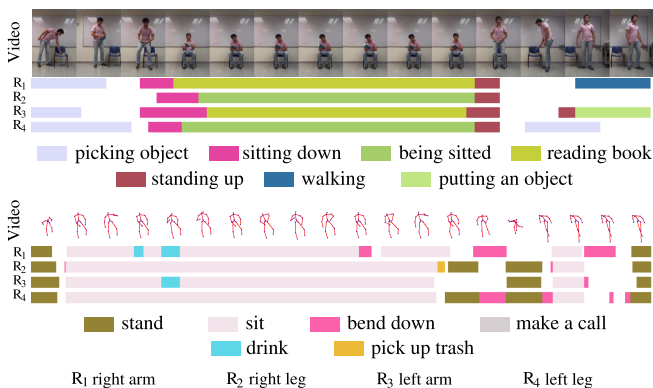 Video
R1
R2
R3
R4
picking object sitting down being sitted reading book
standing up walking putting an object
Video
R1
R2
R3
R4
stand sit bend down make a call
drink pick up trash
R1 right arm R2 right leg R3 left arm R4 left leg